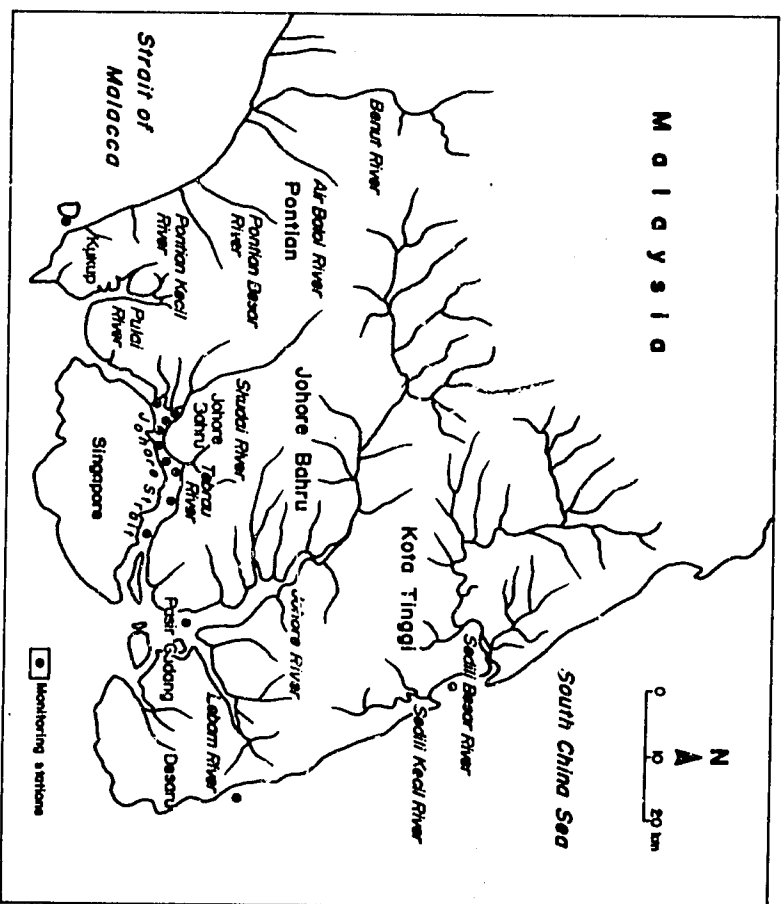 Malaysia
N
0 10 20 km
South China Sea
Strait of
Malacca
Benut River
Air Baloi River
Pontian
Pontian Besar
River
Pontian Kecil
River
Kukup
Pulai
River
Johore Bahru
Shudai River
Johore
Bahru
Tebrau
River
Johore Strait
Singapore
Kota Tinggi
Sedili Besar River
Sedili Kecil River
Johore River
Pasir
Gudang
Lebam River
Desaru
Monitoring stations